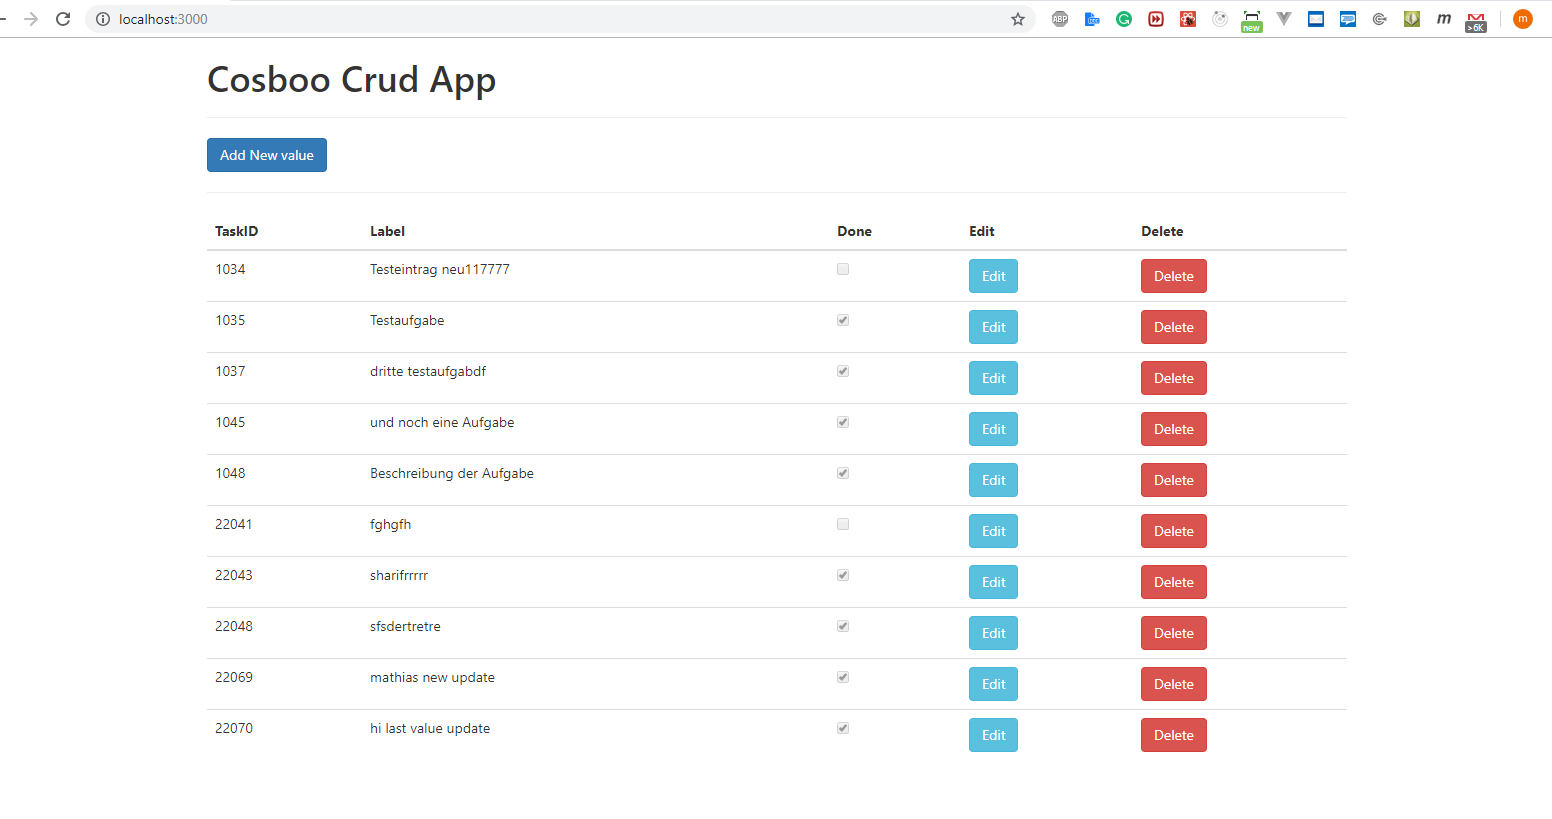 localhost:3000
ABP
new
m
>6K
m
Cosboo Crud App
Add New value
TaskID Label Done Edit Delete
1034 Testeintrag neu117777 Edit Delete
1035 Testaufgabe Edit Delete
1037 dritte testaufgabdf Edit Delete
1045 und noch eine Aufgabe Edit Delete
1048 Beschreibung der Aufgabe Edit Delete
22041 fghgfh Edit Delete
22043 sharifrrrrr Edit Delete
22048 sfsdertretre Edit Delete
22069 mathias new update Edit Delete
22070 hi last value update Edit Delete